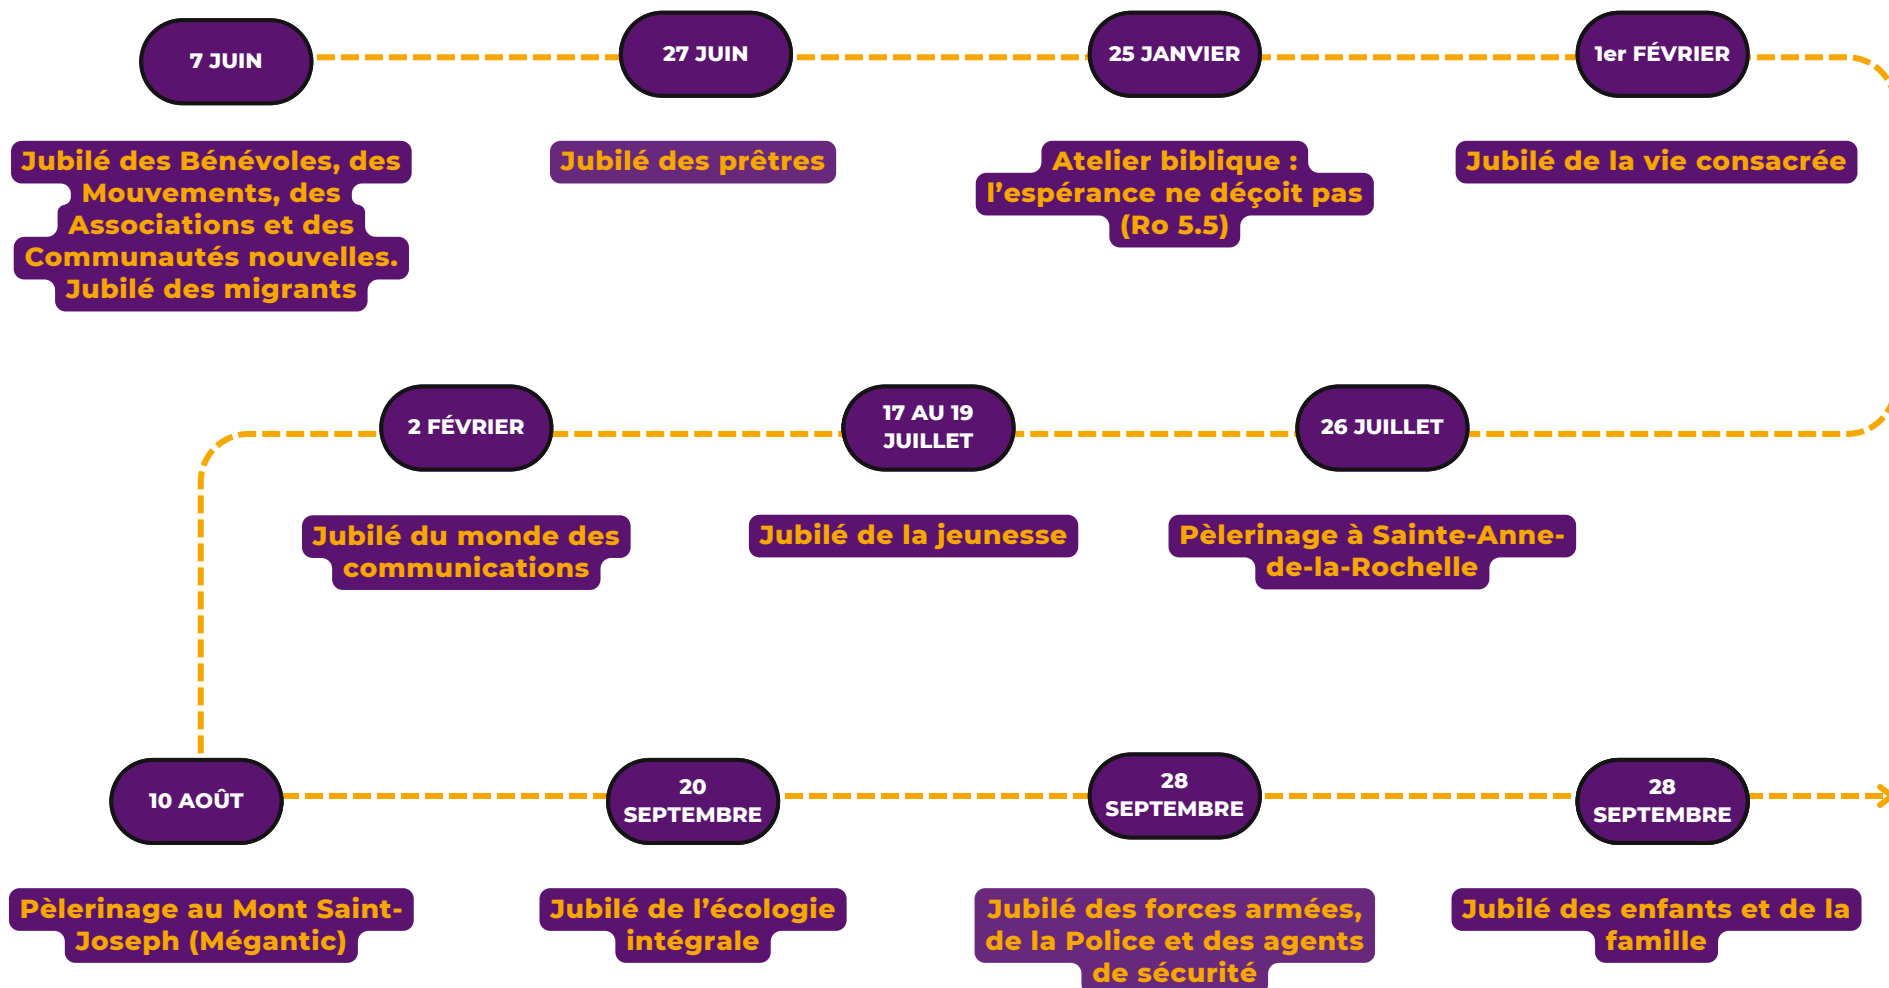 7 JUIN
27 JUIN
25 JANVIER
1er FÉVRIER
Jubilé des Bénévoles, des
Mouvements, des
Associations et des
Communautés nouvelles.
Jubilé des migrants
Jubilé des prêtres
Atelier biblique :
l’espérance ne déçoit pas
(Ro 5.5)
Jubilé de la vie consacrée
2 FÉVRIER
17 AU 19
JUILLET
26 JUILLET
Jubilé du monde des
communications
Jubilé de la jeunesse
Pèlerinage à Sainte-Anne-
de-la-Rochelle
10 AOÛT
20
SEPTEMBRE
28
SEPTEMBRE
28
SEPTEMBRE
Pèlerinage au Mont Saint-
Joseph (Mégantic)
Jubilé de l’écologie
intégrale
Jubilé des forces armées,
de la Police et des agents
de sécurité
Jubilé des enfants et de la
famille